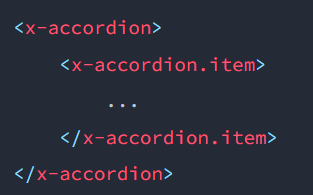 <x-accordion>
    <x-accordion.item>
        ...
    </x-accordion.item>
</x-accordion>